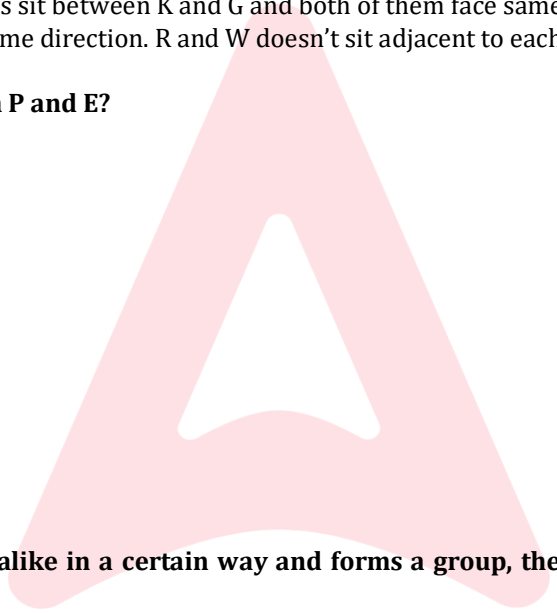 s sit between K and G and both of them face same
me direction. R and W doesn’t sit adjacent to each
P and E?
alike in a certain way and forms a group, the